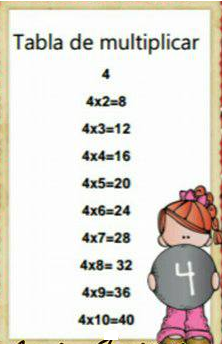 Tabla de multiplicar
4
4x2=8
4x3=12
4x4=16
4x5=20
4x6=24
4x7=28
4x8= 32
4x9=36
4x10=40
4